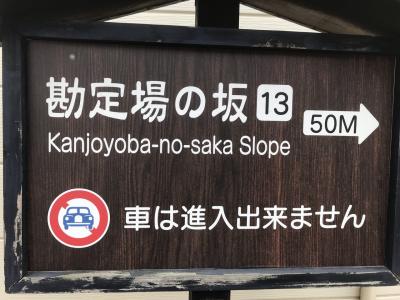 勘定場の坂 13
50M
Kanjoyoba-no-saka Slope
車は進入出来ません